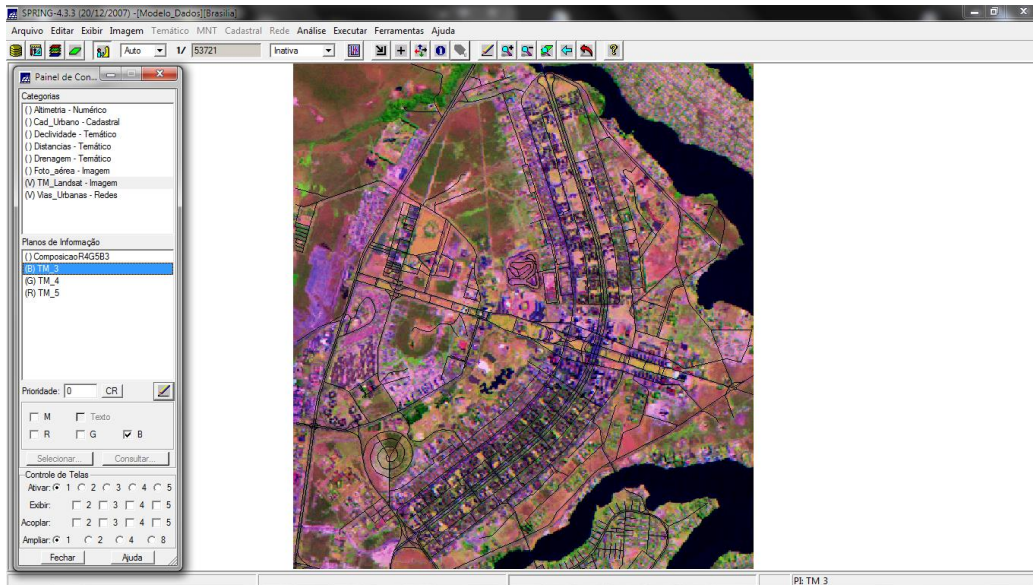 SPRING-4.3.3 (20/12/2007) -[Modelo_Dados][Brasilia]
Arquivo Editar Exibir Imagem Temático MNT Cadastral Rede Análise Executar Ferramentas Ajuda
Auto 1/ 53721 Inativa
Painel de Con...
Categorias
( ) Altimetria - Numérico
( ) Cad_Urbano - Cadastral
( ) Declividade - Temático
( ) Distancias - Temático
( ) Drenagem - Temático
( ) Foto_aérea - Imagem
(V) TM_Landsat - Imagem
(V) Vias_Urbanas - Redes
Planos de Informação
( ) ComposicaoR4G5B3
(B) TM_3
(G) TM_4
(R) TM_5
Prioridade: 0 CR
M Texto
R G B
Selecionar... Consultar...
Controle de Telas
Ativar: 1 2 3 4 5
Exibir: 2 3 4 5
Acoplar: 2 3 4 5
Ampliar: 1 2 4 8
Fechar Ajuda
PI: TM_3